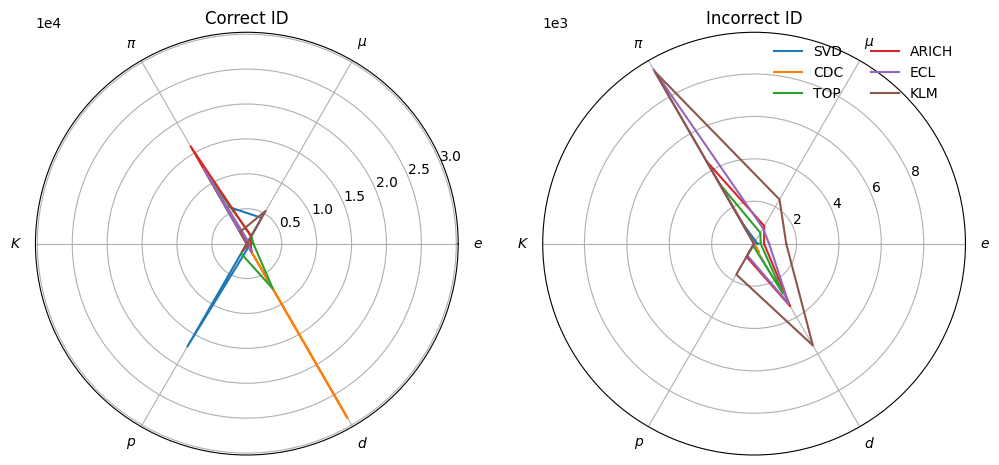 Correct ID
1e4
e
μ
π
K
p
d
0.5
1.0
1.5
2.0
2.5
3.0
Incorrect ID
1e3
e
μ
π
K
p
d
2
4
6
8
SVD
CDC
TOP
ARICH
ECL
KLM